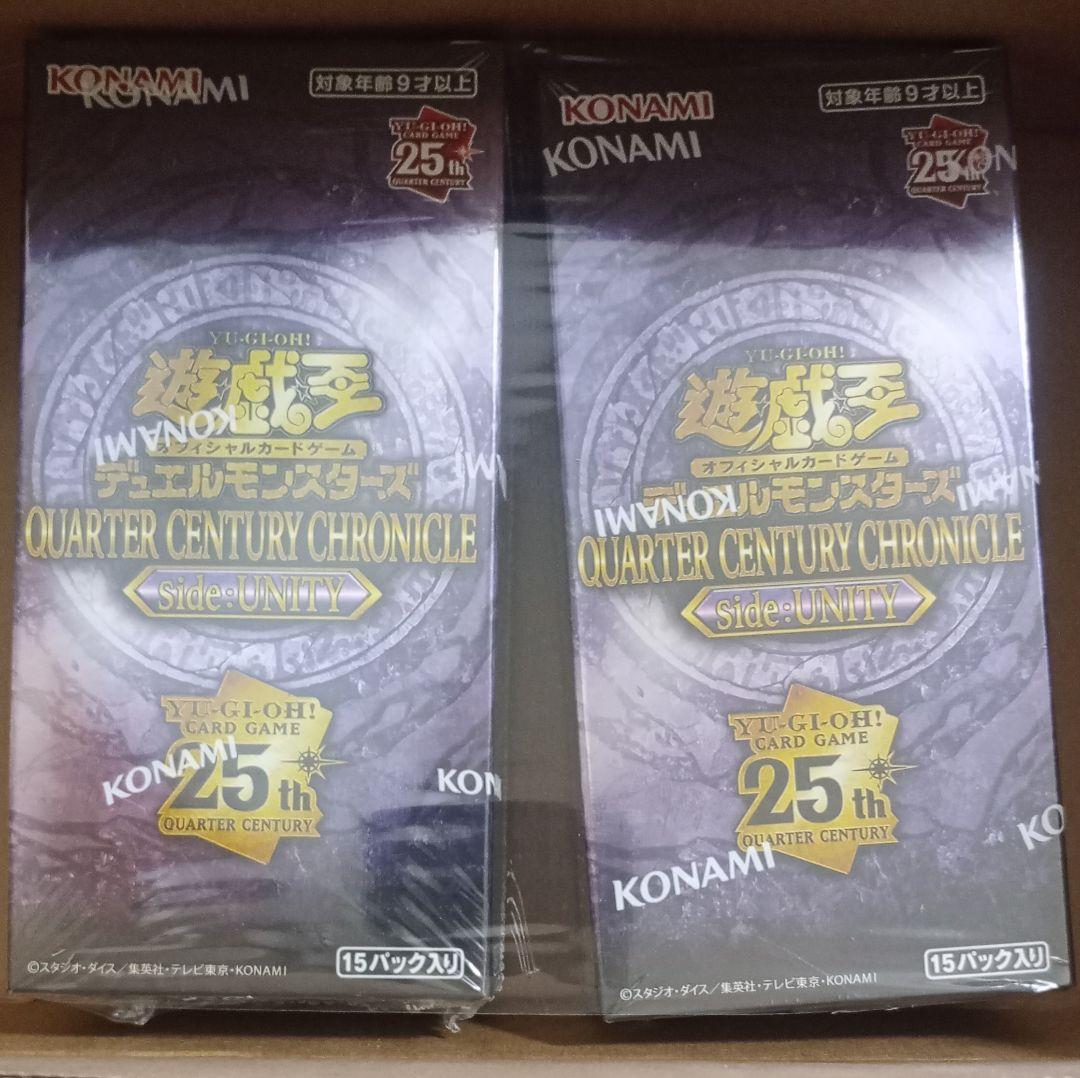 KONAMI
KONAMI
対象年齢9才以上
YU-GI-OH!
CARD GAME
25th
QUARTER CENTURY
YU-GI-OH!
遊戯王
オフィシャルカードゲーム
デュエルモンスターズ
KONAMI
QUARTER CENTURY CHRONICLE
side:UNITY
YU-GI-OH!
CARD GAME
25th
QUARTER CENTURY
KONAMI
KON
©スタジオ・ダイス/集英社・テレビ東京・KONAMI
15パック入り
KONAMI
KONAMI
対象年齢9才以上
YU-GI-OH!
CARD GAME
25th
QUARTER CENTURY
KON
YU-GI-OH!
遊戯王
オフィシャルカードゲーム
デュエルモンスターズ
KONAMI
QUARTER CENTURY CHRONICLE
side:UNITY
YU-GI-OH!
CARD GAME
25th
QUARTER CENTURY
KONAMI
KO
©スタジオ・ダイス/集英社・テレビ東京・KONAMI
15パック入り